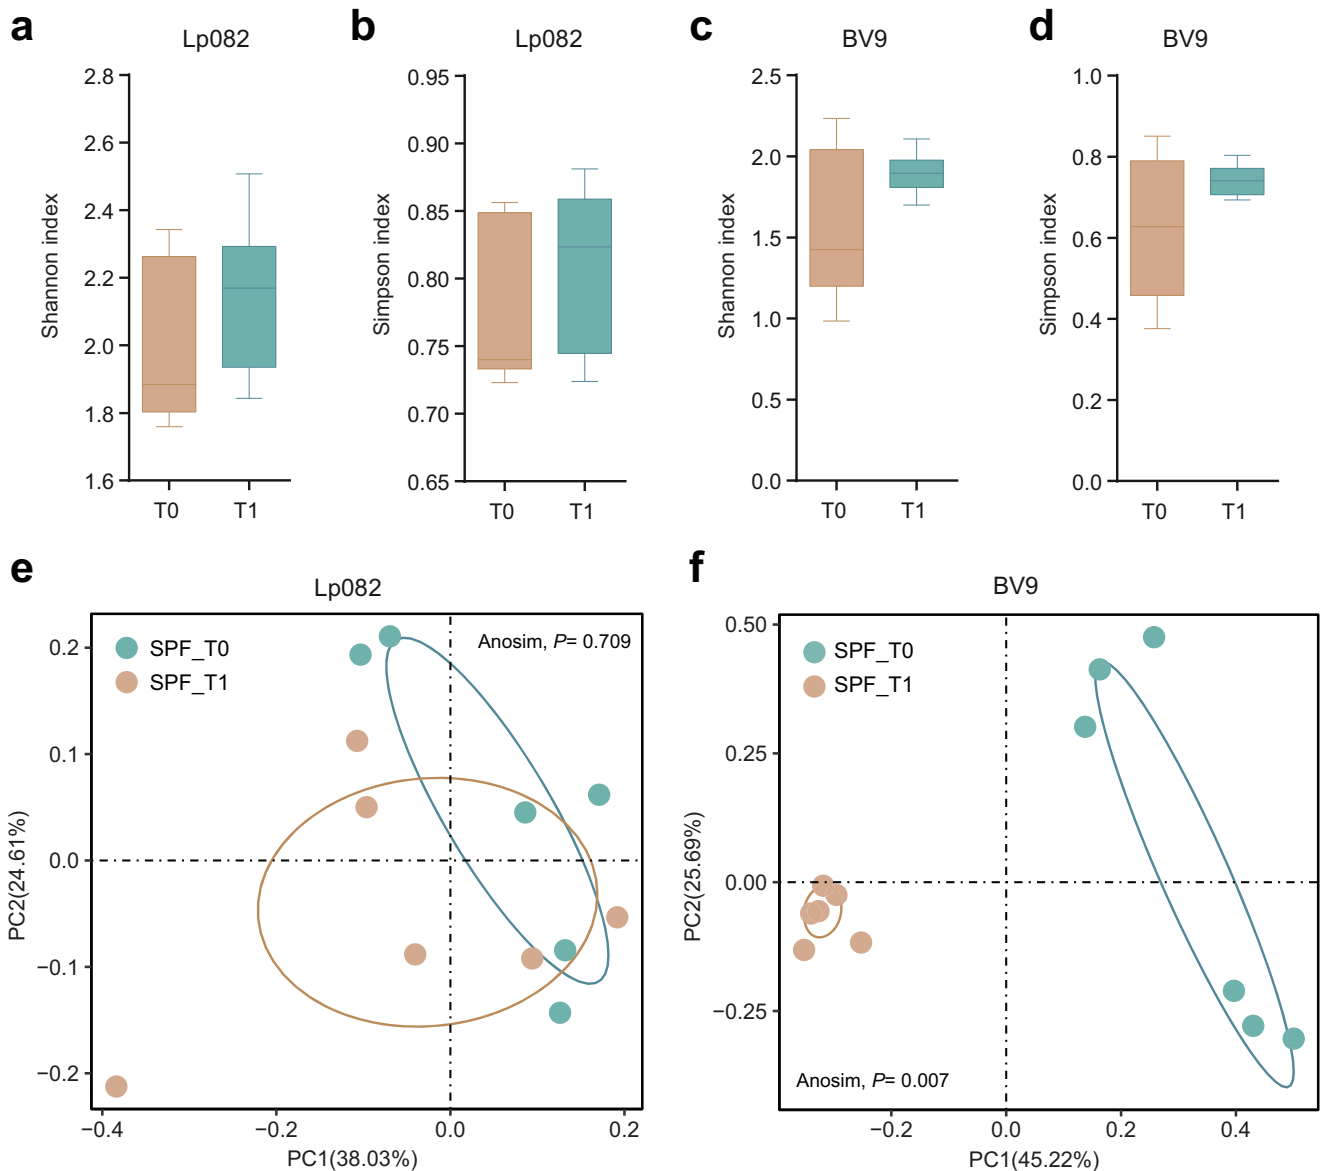 a
Lp082
2.8
2.6
2.4
2.2
2.0
1.8
1.6
Shannon index
T0
T1
b
Lp082
0.95
0.90
0.85
0.80
0.75
0.70
0.65
Simpson index
T0
T1
c
BV9
2.5
2.0
1.5
1.0
0.5
0.0
Shannon index
T0
T1
d
BV9
1.0
0.8
0.6
0.4
0.2
0.0
Simpson index
T0
T1
e
Lp082
SPF_T0
SPF_T1
Anosim, P= 0.709
0.2
0.1
0.0
−0.1
−0.2
PC2(24.61%)
−0.4
−0.2
0.0
0.2
PC1(38.03%)
f
BV9
SPF_T0
SPF_T1
0.50
0.25
0.00
−0.25
PC2(25.69%)
Anosim, P= 0.007
−0.2
0.0
0.2
0.4
PC1(45.22%)